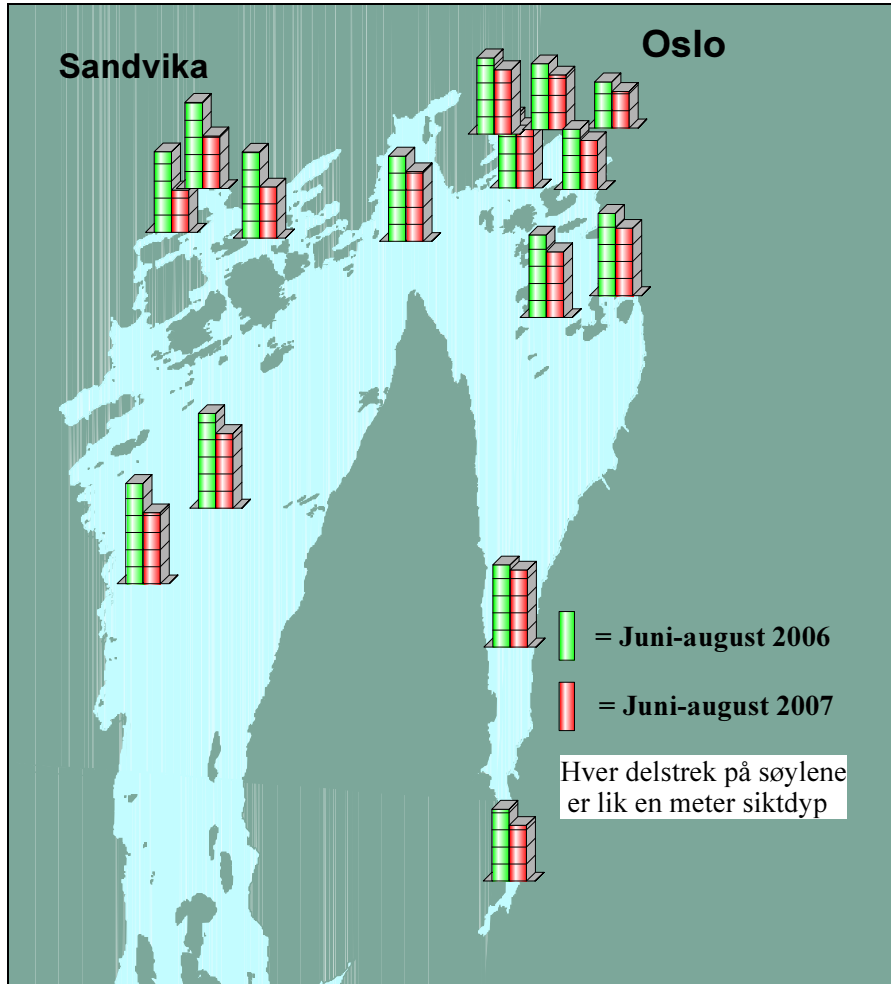 Sandvika
Oslo
= Juni-august 2006
= Juni-august 2007
Hver delstrek på søylene
er lik en meter siktdyp